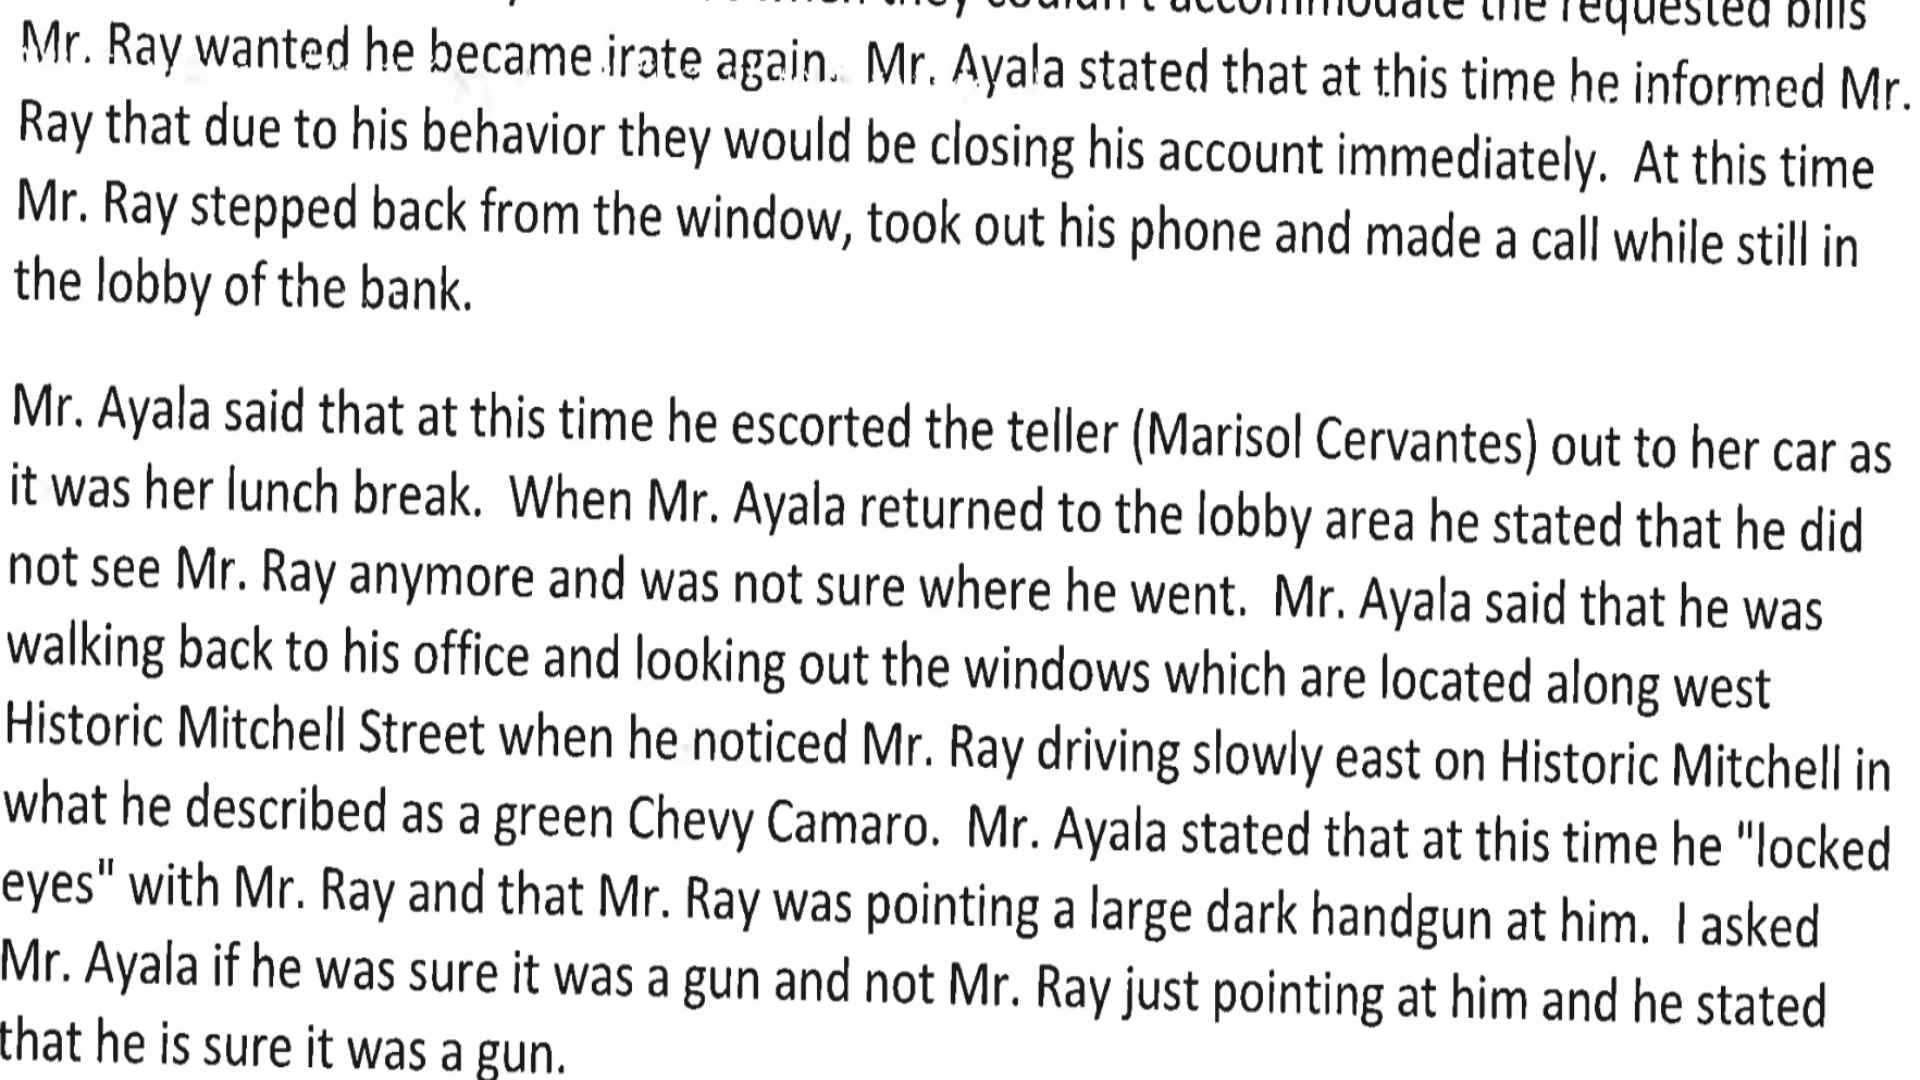 they couldn't accommodate the requested bills
Mr. Ray wanted he became irate again.  Mr. Ayala stated that at this time he informed Mr.
Ray that due to his behavior they would be closing his account immediately.  At this time
Mr. Ray stepped back from the window, took out his phone and made a call while still in
the lobby of the bank.
Mr. Ayala said that at this time he escorted the teller (Marisol Cervantes) out to her car as
it was her lunch break.  When Mr. Ayala returned to the lobby area he stated that he did
not see Mr. Ray anymore and was not sure where he went.  Mr. Ayala said that he was
walking back to his office and looking out the windows which are located along west
Historic Mitchell Street when he noticed Mr. Ray driving slowly east on Historic Mitchell in
what he described as a green Chevy Camaro.  Mr. Ayala stated that at this time he "locked
eyes" with Mr. Ray and that Mr. Ray was pointing a large dark handgun at him.  I asked
Mr. Ayala if he was sure it was a gun and not Mr. Ray just pointing at him and he stated
that he is sure it was a gun.